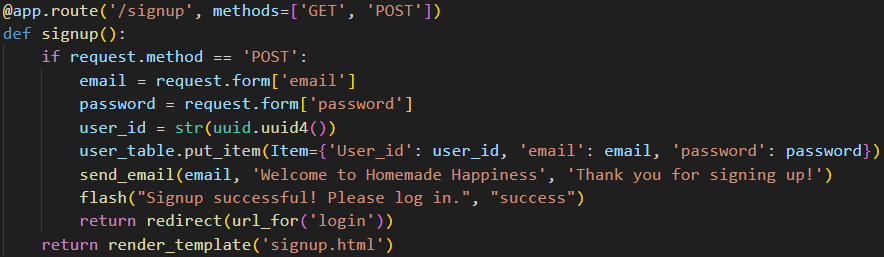 @app.route('/signup', methods=['GET', 'POST'])
def signup():
    if request.method == 'POST':
        email = request.form['email']
        password = request.form['password']
        user_id = str(uuid.uuid4())
        user_table.put_item(Item={'User_id': user_id, 'email': email, 'password': password})
        send_email(email, 'Welcome to Homemade Happiness', 'Thank you for signing up!')
        flash("Signup successful! Please log in.", "success")
        return redirect(url_for('login'))
    return render_template('signup.html')